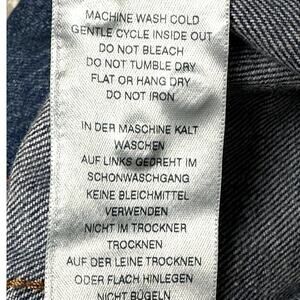 MACHINE WASH COLD
GENTLE CYCLE INSIDE OUT
DO NOT BLEACH
DO NOT TUMBLE DRY
FLAT OR HANG DRY
DO NOT IRON
IN DER MASCHINE KALT
WASCHEN
AUF LINKS GEDREHT IM
SCHONWASCHGANG
KEINE BLEICHMITTEL
VERWENDEN
NICHT IM TROCKNER
TROCKNEN
AUF DER LEINE TROCKNEN
ODER FLACH HINLEGEN
NICHT BÜGELN